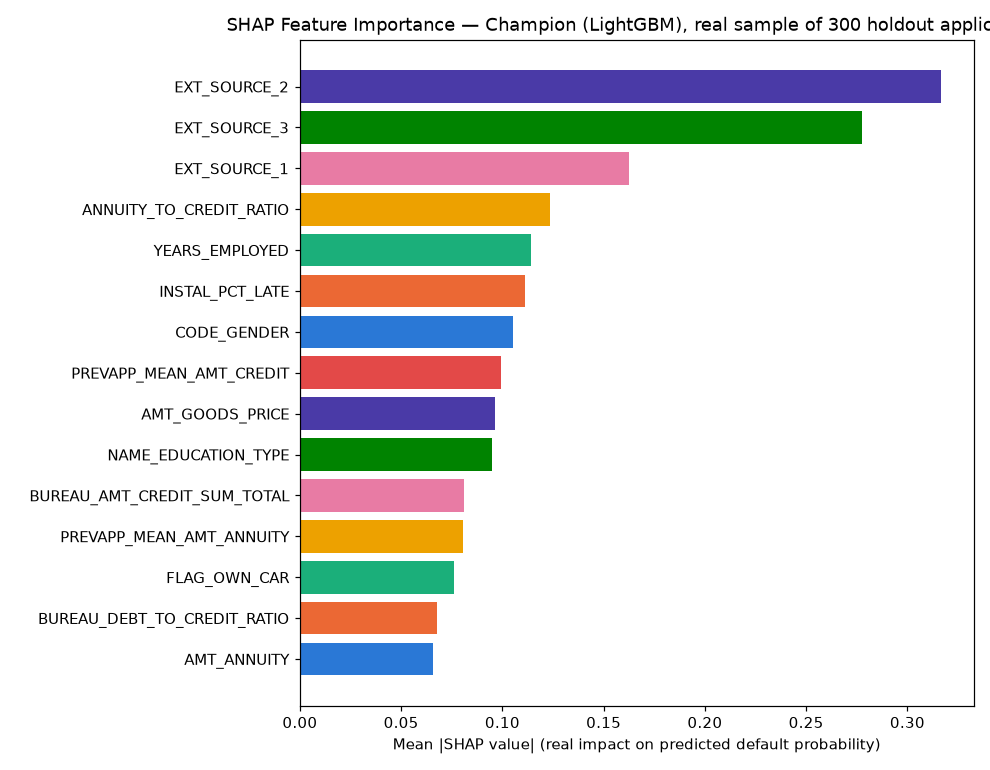 SHAP Feature Importance — Champion (LightGBM), real sample of 300 holdout applic
EXT_SOURCE_2
EXT_SOURCE_3
EXT_SOURCE_1
ANNUITY_TO_CREDIT_RATIO
YEARS_EMPLOYED
INSTAL_PCT_LATE
CODE_GENDER
PREVAPP_MEAN_AMT_CREDIT
AMT_GOODS_PRICE
NAME_EDUCATION_TYPE
BUREAU_AMT_CREDIT_SUM_TOTAL
PREVAPP_MEAN_AMT_ANNUITY
FLAG_OWN_CAR
BUREAU_DEBT_TO_CREDIT_RATIO
AMT_ANNUITY
0.00 0.05 0.10 0.15 0.20 0.25 0.30
Mean |SHAP value| (real impact on predicted default probability)